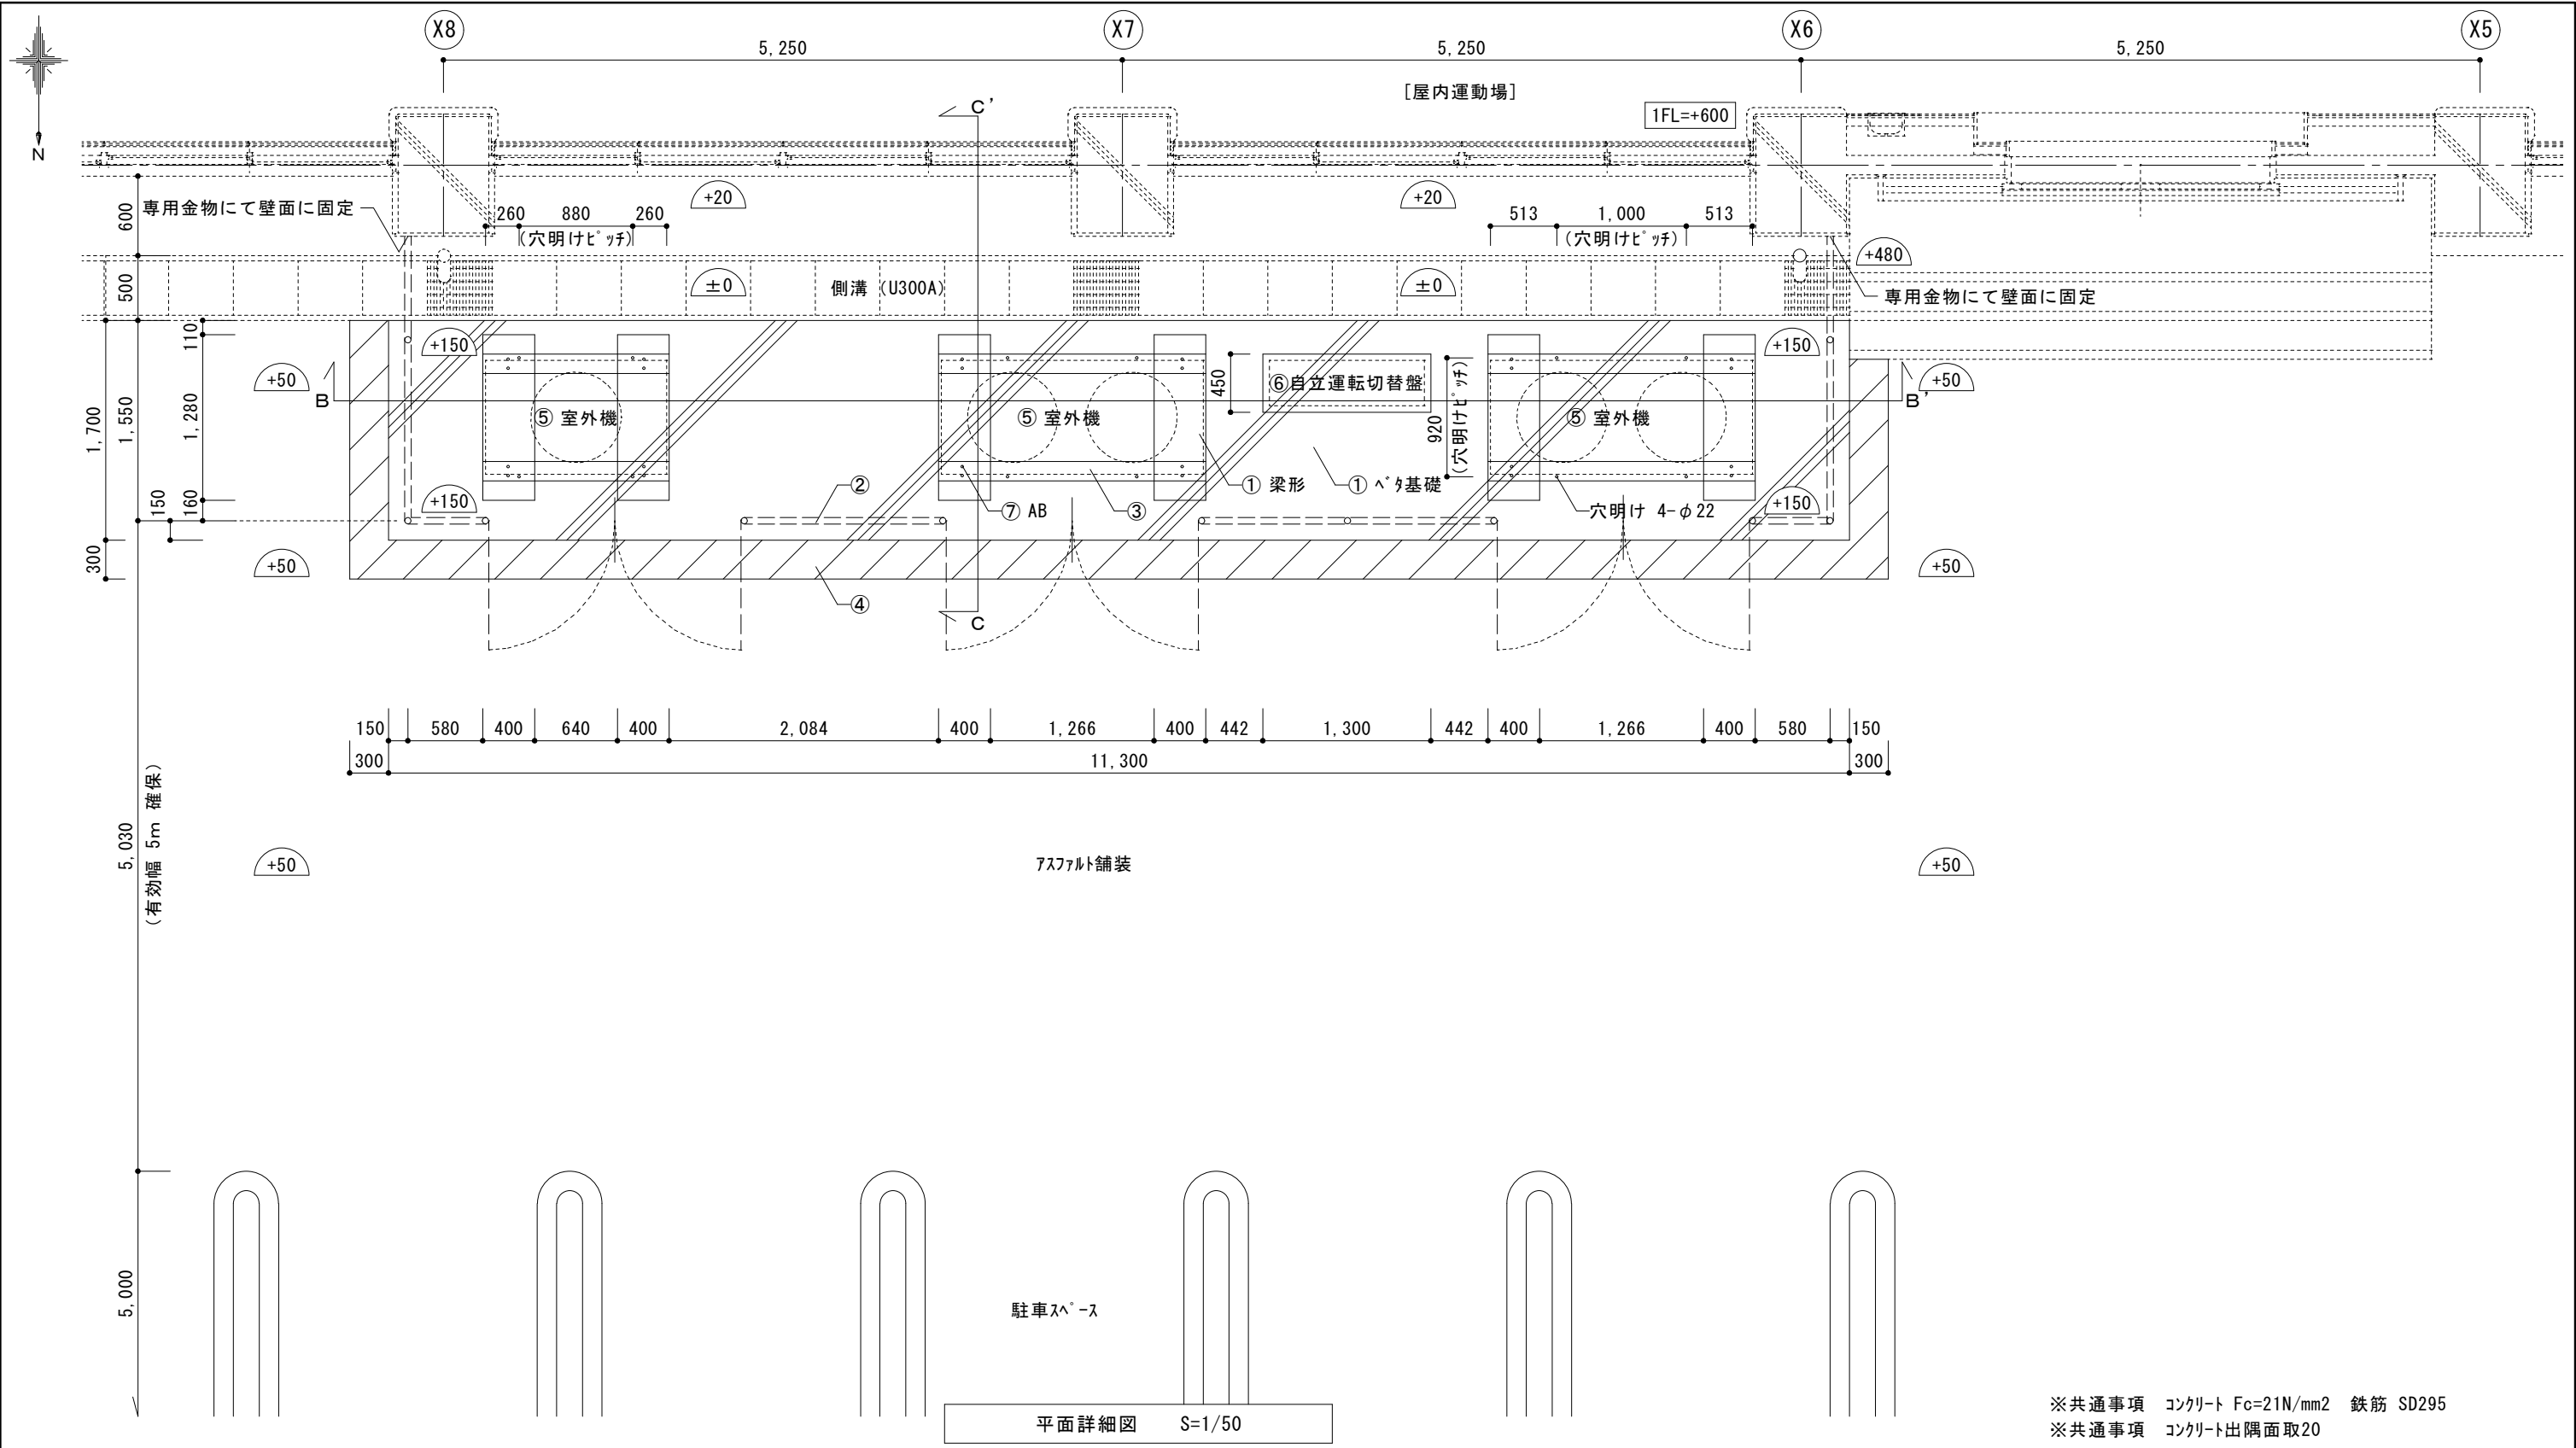 X8
X7
X6
X5
5,250
5,250
5,250
N
[屋内運動場]
1FL=+600
C'
専用金物にて壁面に固定
+20
+20
260
880
260
(穴明けﾋﾟｯﾁ)
513
1,000
513
(穴明けﾋﾟｯﾁ)
+480
専用金物にて壁面に固定
600
500
±0
側溝 (U300A)
±0
110
+150
+150
+50
+50
B
B'
1,700
1,550
1,280
⑤ 室外機
⑤ 室外機
450
⑥自立運転切替盤
920
(穴明けﾋﾟｯﾁ)
⑤ 室外機
150
160
+150
②
⑦ AB
③
① 梁形
① ﾍﾞﾀ基礎
穴明け 4-φ22
+150
300
+50
+50
④
C
150
580
400
640
400
2,084
400
1,266
400
442
1,300
442
400
1,266
400
580
150
300
11,300
300
5,030
(有効幅 5m 確保)
+50
ｱｽﾌｧﾙﾄ舗装
+50
5,000
駐車ｽﾍﾟｰｽ
平面詳細図 S=1/50
※共通事項 ｺﾝｸﾘｰﾄ Fc=21N/mm2 鉄筋 SD295
※共通事項 ｺﾝｸﾘｰﾄ出隅面取20